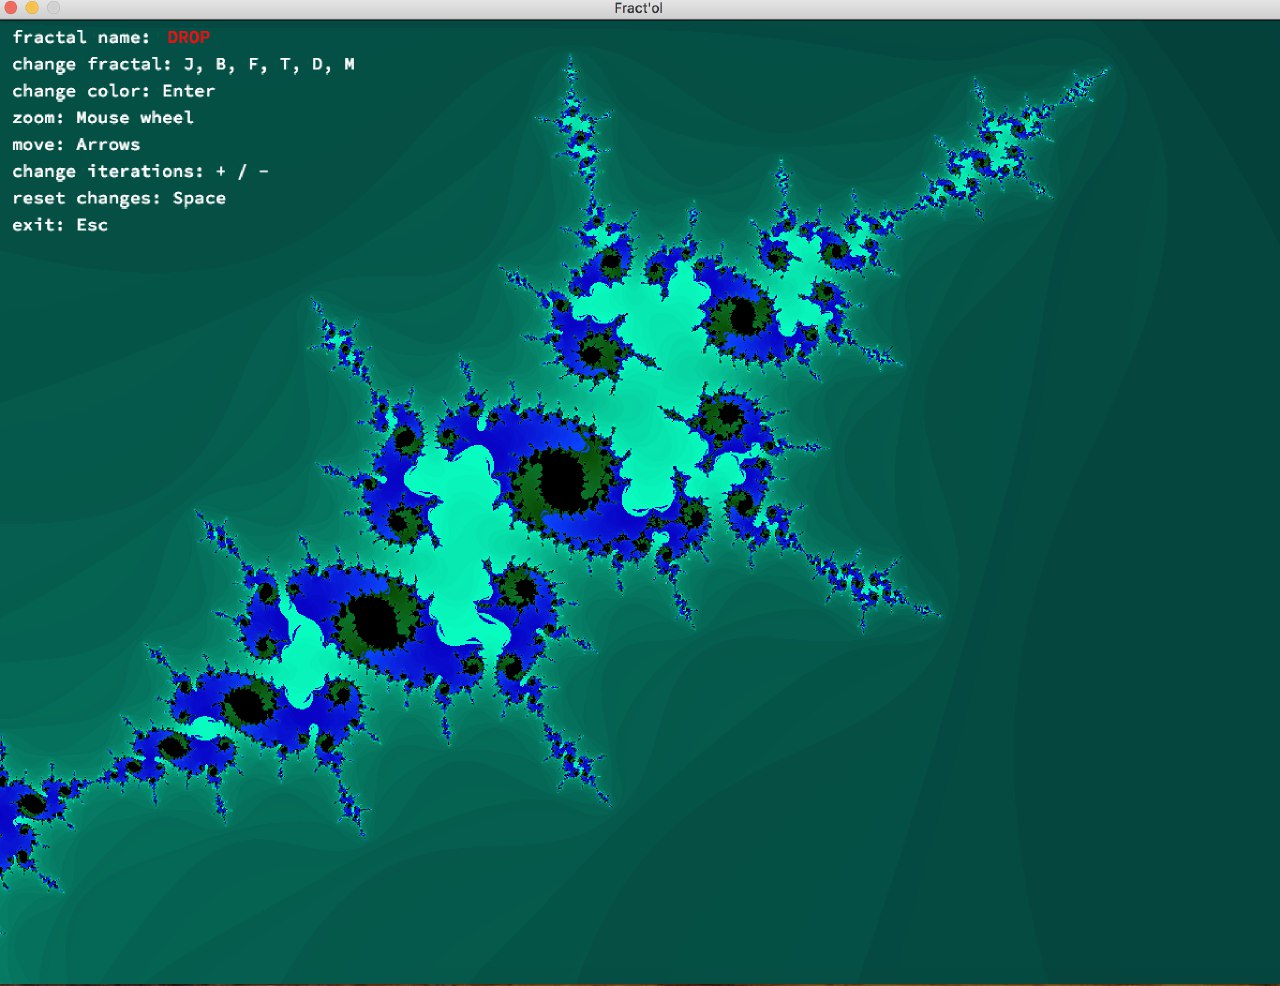 Fract'ol
fractal name: DROP
change fractal: J, B, F, T, D, M
change color: Enter
zoom: Mouse wheel
move: Arrows
change iterations: + / -
reset changes: Space
exit: Esc